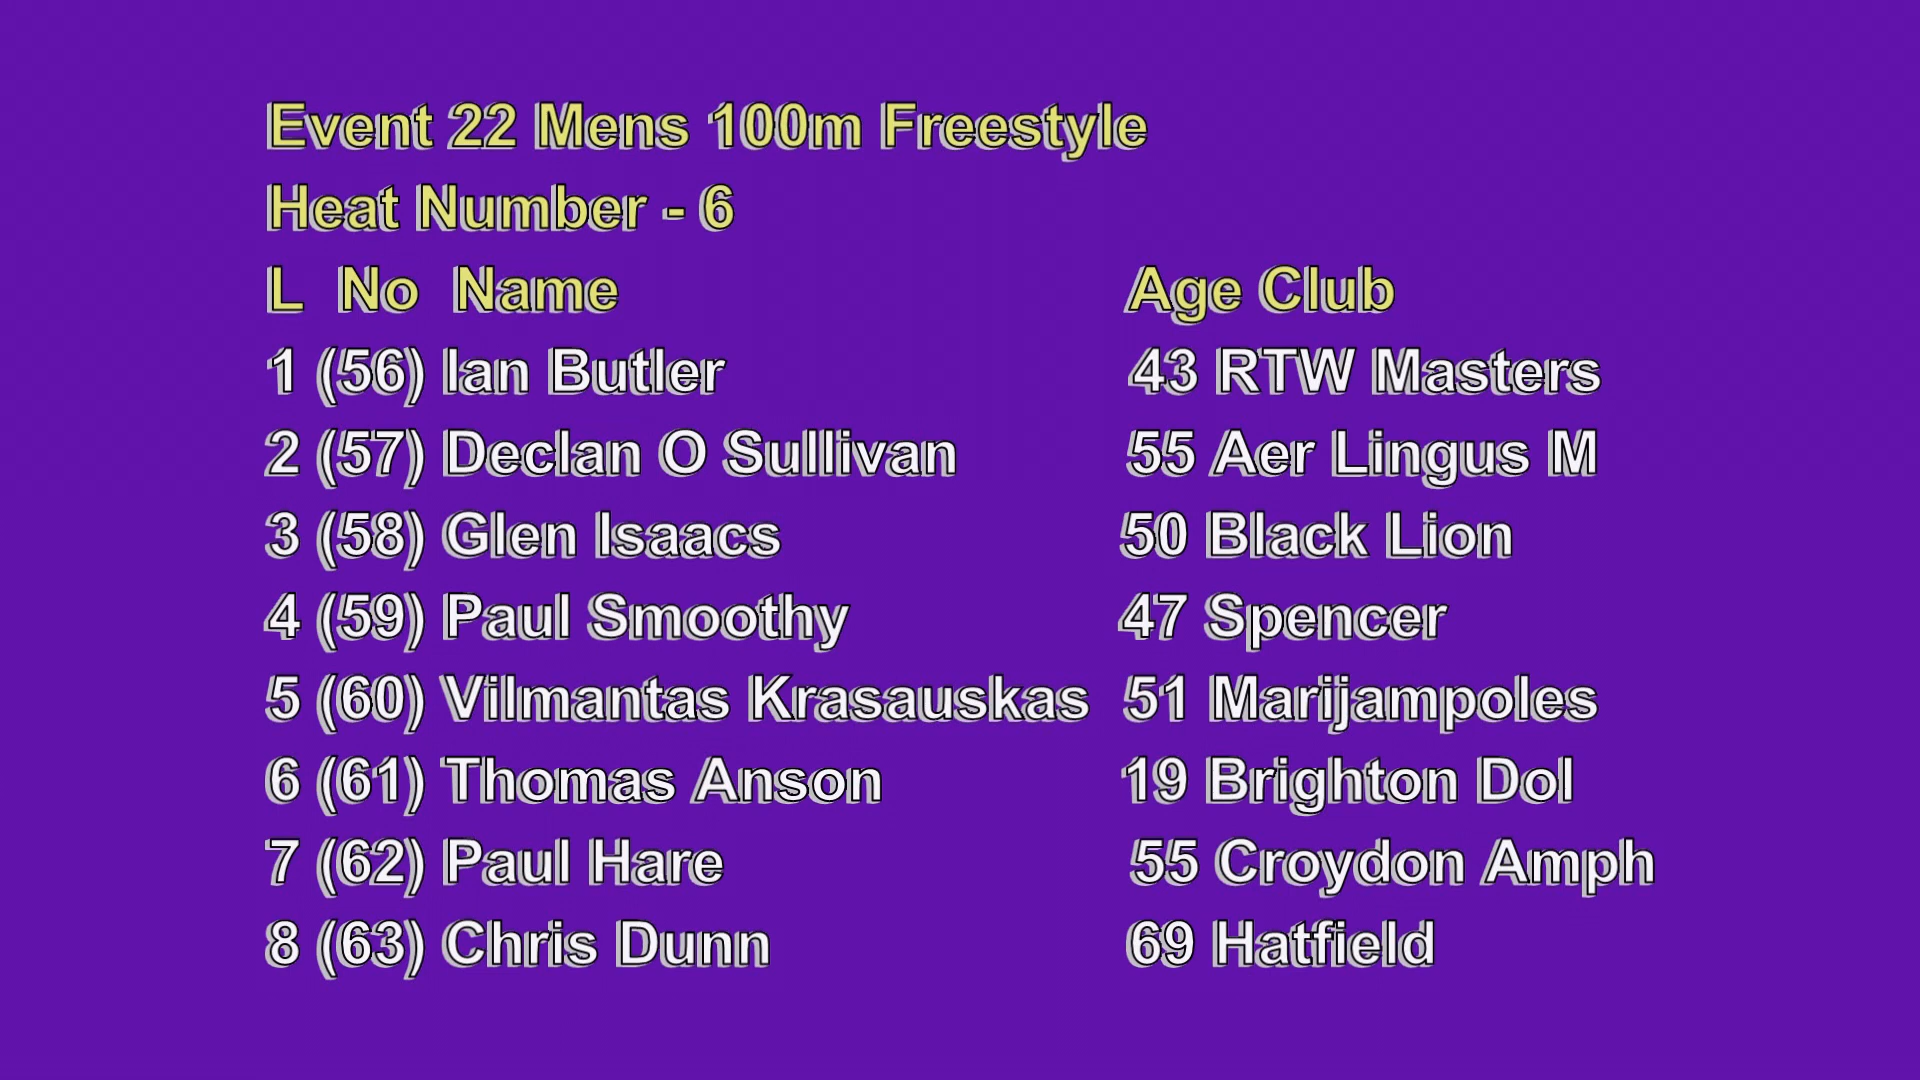 Event 22 Mens 100m Freestyle
Heat Number - 6
L No Name Age Club
1 (56) Ian Butler 43 RTW Masters
2 (57) Declan O Sullivan 55 Aer Lingus M
3 (58) Glen Isaacs 50 Black Lion
4 (59) Paul Smoothy 47 Spencer
5 (60) Vilmantas Krasauskas 51 Marijampoles
6 (61) Thomas Anson 19 Brighton Dol
7 (62) Paul Hare 55 Croydon Amph
8 (63) Chris Dunn 69 Hatfield